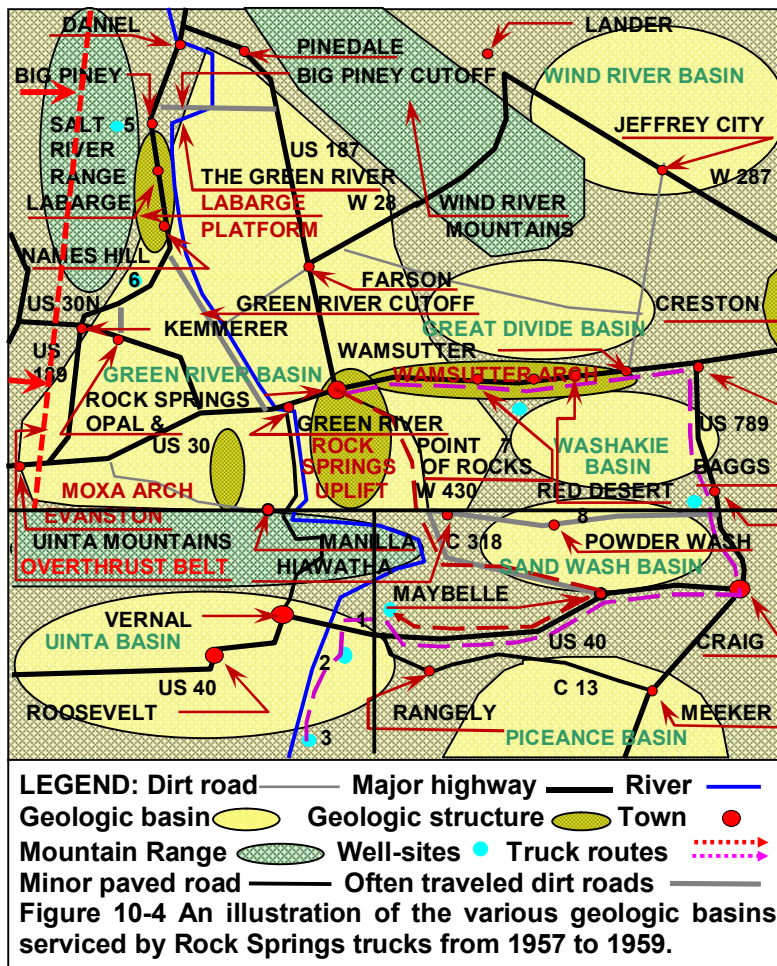 DANIEL
LANDER
PINEDALE
BIG PINEY
BIG PINEY CUTOFF
WIND RIVER BASIN
SALT 5
RIVER
RANGE
JEFFREY CITY
US 187
THE GREEN RIVER
W 287
LABARGE
LABARGE
PLATFORM
W 28
WIND RIVER
MOUNTAINS
NAMES HILL
6
FARSON
US 30N
GREEN RIVER CUTOFF
CRESTON
KEMMERER
GREAT DIVIDE BASIN
US
189
WAMSUTTER
GREEN RIVER BASIN
WAMSUTTER ARCH
ROCK SPRINGS
OPAL &
US 30
GREEN RIVER
US 789
ROCK
SPRINGS
UPLIFT
POINT 7
OF ROCKS
WASHAKIE
BASIN
BAGGS
MOXA ARCH
W 430
RED DESERT
EVANSTON
UINTA MOUNTAINS
MANILLA
C 318
8
POWDER WASH
OVERTHRUST BELT
HIAWATHA
SAND WASH BASIN
MAYBELLE
VERNAL
1
UINTA BASIN
US 40
CRAIG
2
US 40
C 13
ROOSEVELT
RANGELY
MEEKER
3
PICEANCE BASIN
LEGEND: Dirt road Major highway River
Geologic basin Geologic structure Town
Mountain Range Well-sites Truck routes
Minor paved road Often traveled dirt roads
Figure 10-4 An illustration of the various geologic basins
serviced by Rock Springs trucks from 1957 to 1959.